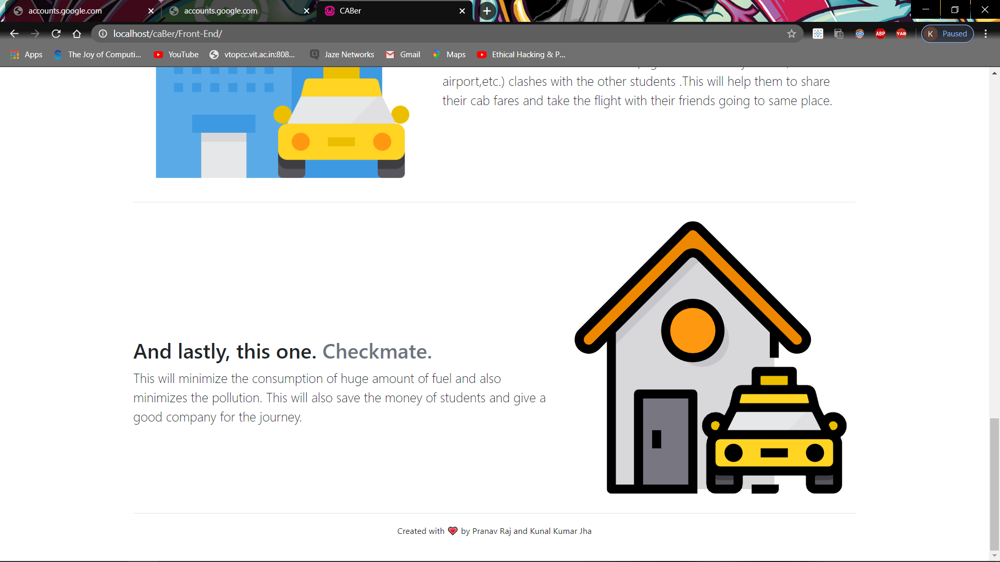 accounts.google.com
accounts.google.com
CABer
localhost/caBer/Front-End/
ABP
YAB
K Paused
Apps
The Joy of Computi...
YouTube
vtopcc.vit.ac.in:808...
Jaze Networks
Gmail
Maps
Ethical Hacking & P...
airport,etc.) clashes with the other students .This will help them to share
their cab fares and take the flight with their friends going to same place.
And lastly, this one. Checkmate.
This will minimize the consumption of huge amount of fuel and also
minimizes the pollution. This will also save the money of students and give a
good company for the journey.
Created with ❤ by Pranav Raj and Kunal Kumar Jha